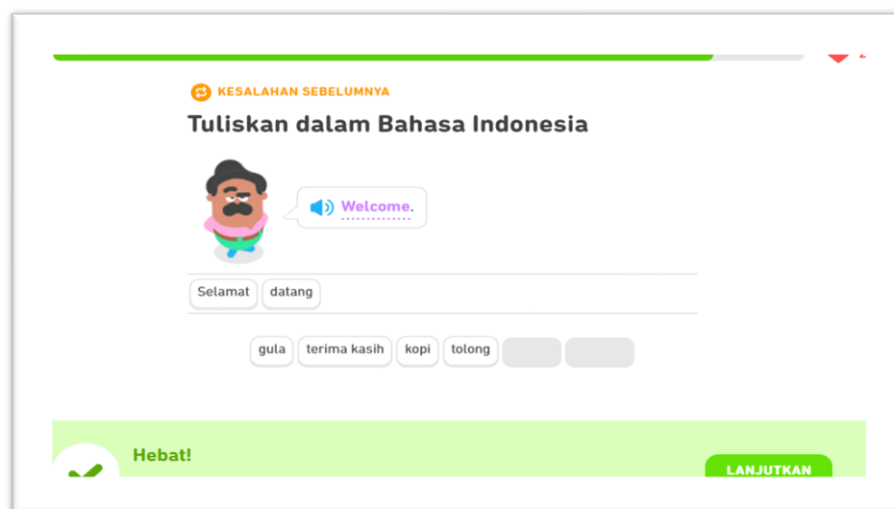 KESALAHAN SEBELUMNYA
Tuliskan dalam Bahasa Indonesia
Welcome.
Selamat datang
gula terima kasih kopi tolong
Hebat!
LANJUTKAN